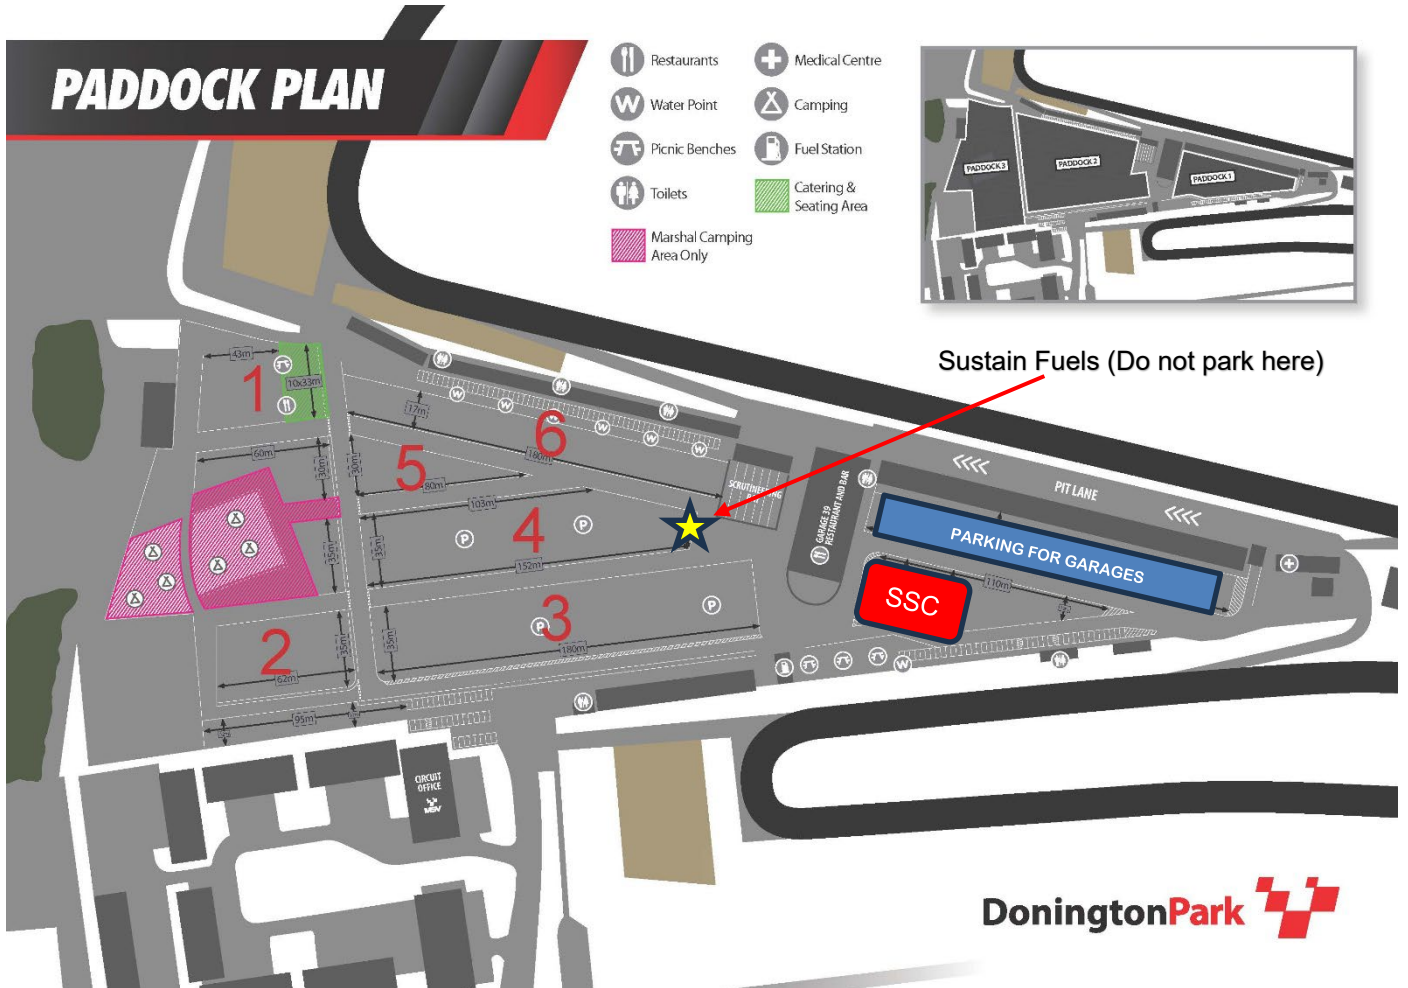 PADDOCK PLAN
Restaurants
Medical Centre
Water Point
Camping
Picnic Benches
Fuel Station
Toilets
Catering &
Seating Area
Marshal Camping
Area Only
PADDOCK 3
PADDOCK 2
PADDOCK 1
Sustain Fuels (Do not park here)
43m
10x33m
1
17m
6
180m
5
30m
80m
60m
30m
SCRUTINEERING
GARAGE 39
RESTAURANT AND BAR
PIT LANE
PARKING FOR GARAGES
103m
4
35m
152m
P
P
35m
110m
SSC
3
P
P
35m
180m
2
35m
62m
95m
W
W
W
W
W
W
W
CIRCUIT
OFFICE
MSV
DoningtonPark